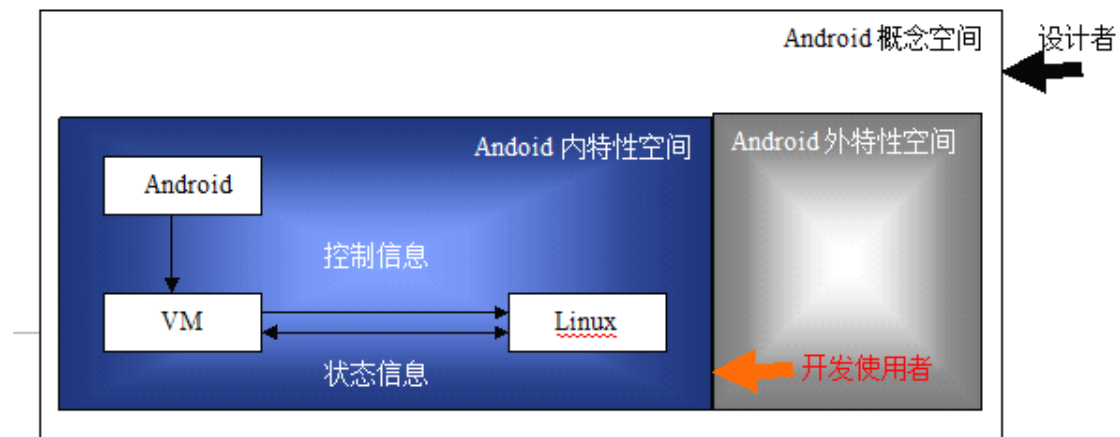 Android 概念空间
设计者
Andoid 内特性空间
Android 外特性空间
Android
控制信息
VM
Linux
状态信息
开发使用者